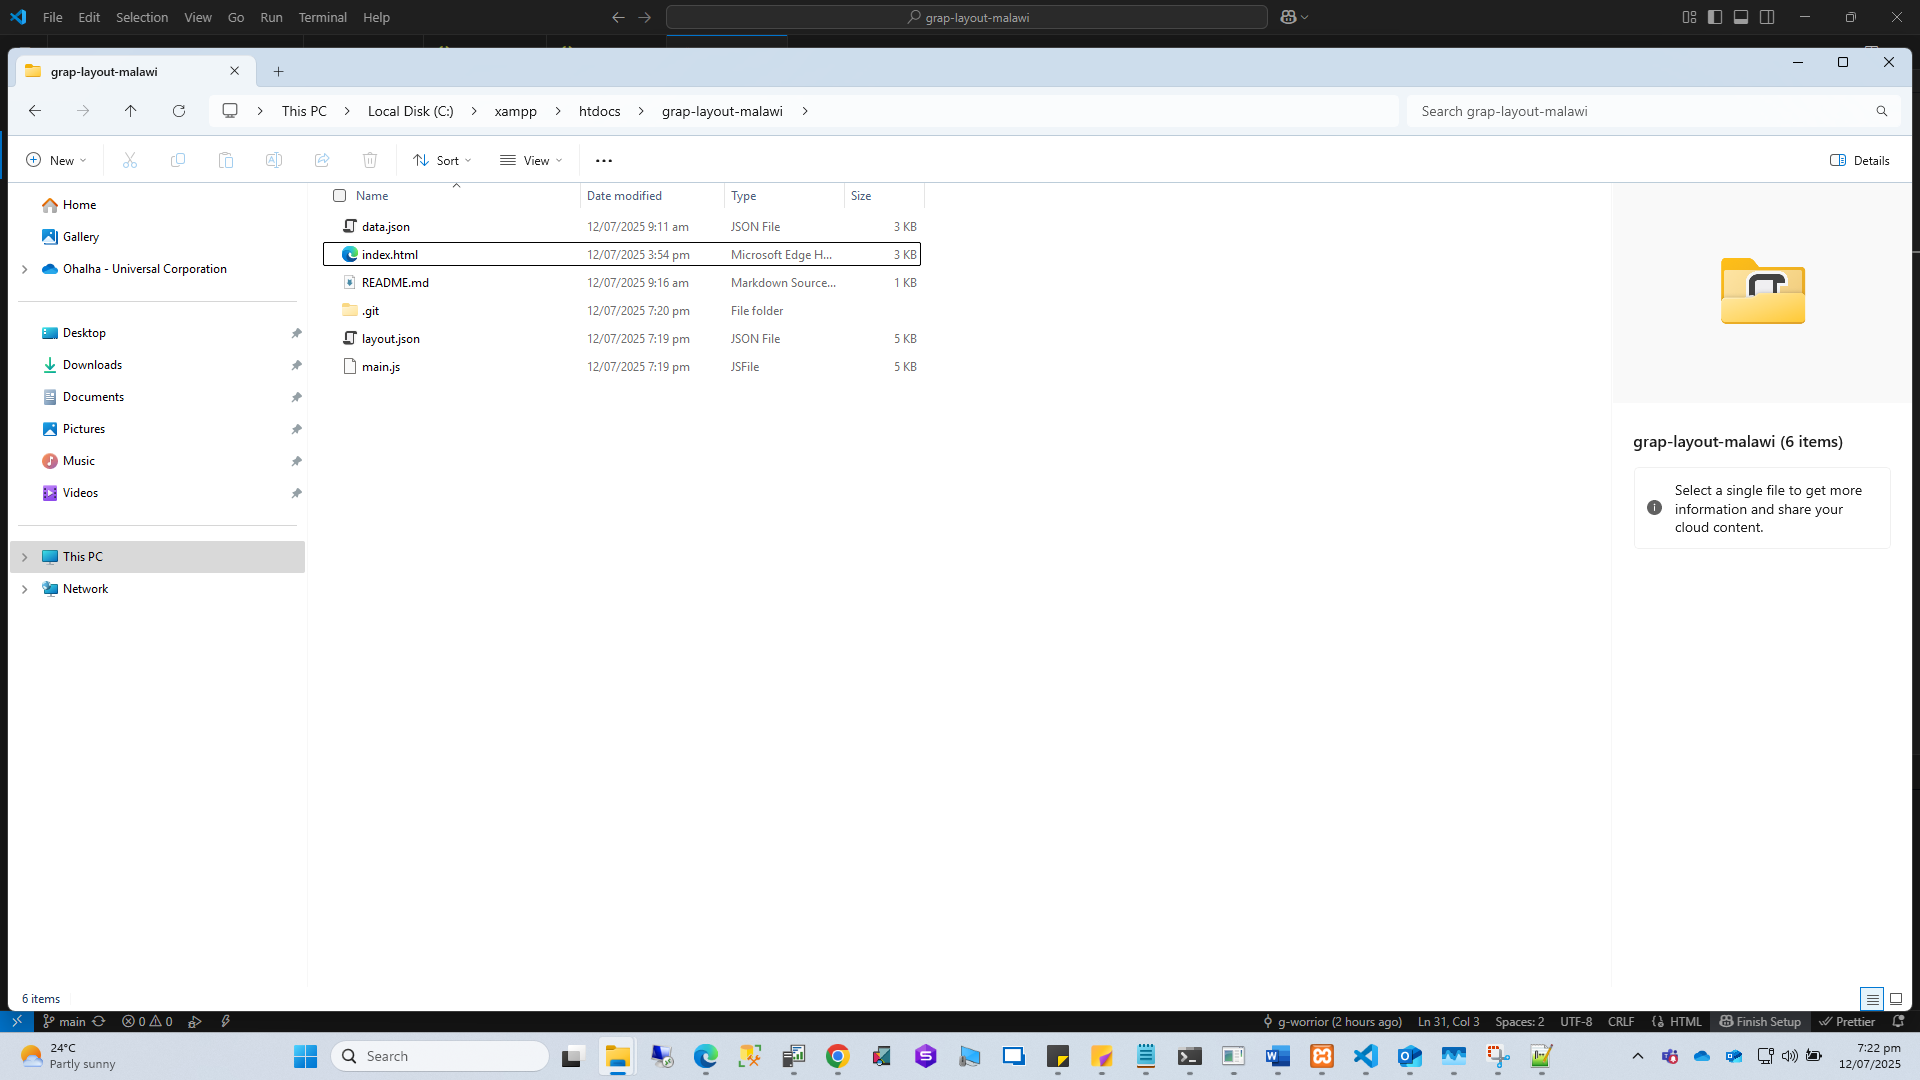 File Edit Selection View Go Run Terminal Help
grap-layout-malawi
grap-layout-malawi
This PC > Local Disk (C:) > xampp > htdocs > grap-layout-malawi >
Search grap-layout-malawi
New Sort View Details
Name Date modified Type Size
data.json 12/07/2025 9:11 am JSON File 3 KB
index.html 12/07/2025 3:54 pm Microsoft Edge H... 3 KB
README.md 12/07/2025 9:16 am Markdown Source... 1 KB
.git 12/07/2025 7:20 pm File folder
layout.json 12/07/2025 7:19 pm JSON File 5 KB
main.js 12/07/2025 7:19 pm JSFile 5 KB
Home
Gallery
Ohalha - Universal Corporation
Desktop
Downloads
Documents
Pictures
Music
Videos
This PC
Network
grap-layout-malawi (6 items)
Select a single file to get more
information and share your
cloud content.
6 items
main 0 0 g-worrior (2 hours ago) Ln 31, Col 3 Spaces: 2 UTF-8 CRLF HTML Finish Setup Prettier
24°C
Partly sunny
Search
7:22 pm
12/07/2025